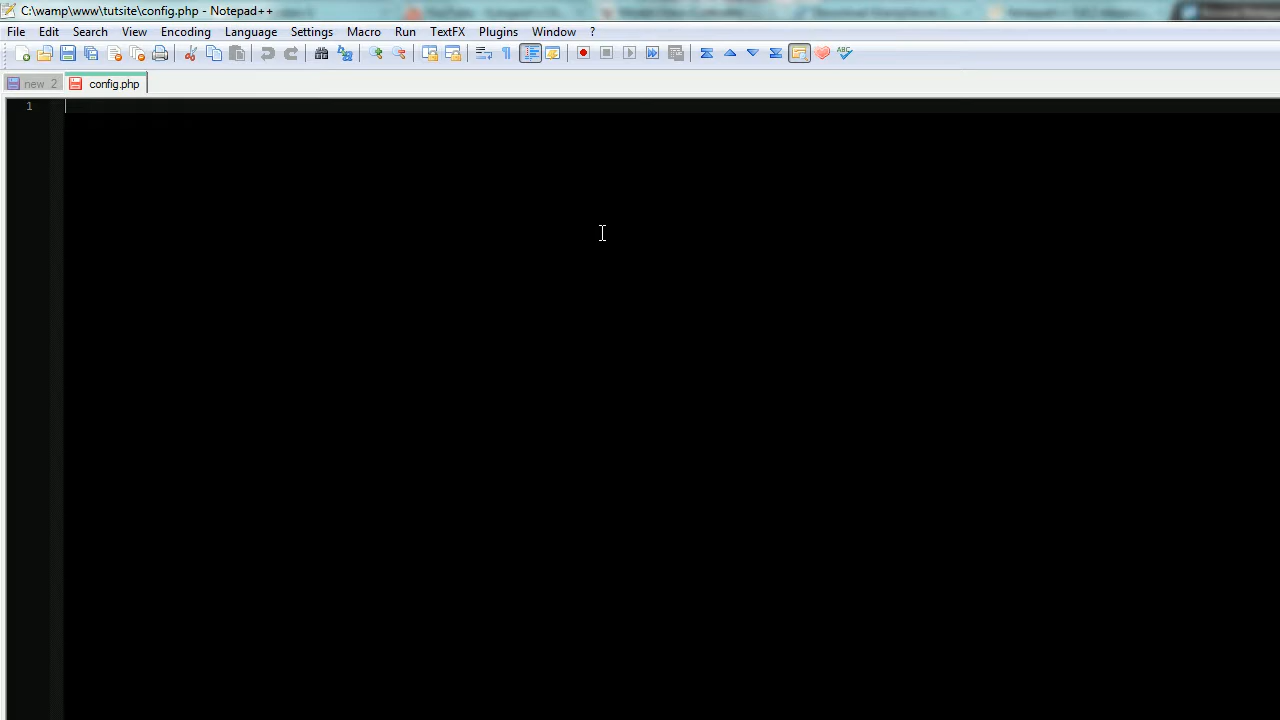 C:\wamp\www\tutsite\config.php - Notepad++
File Edit Search View Encoding Language Settings Macro Run TextFX Plugins Window ?
new 2 config.php
1